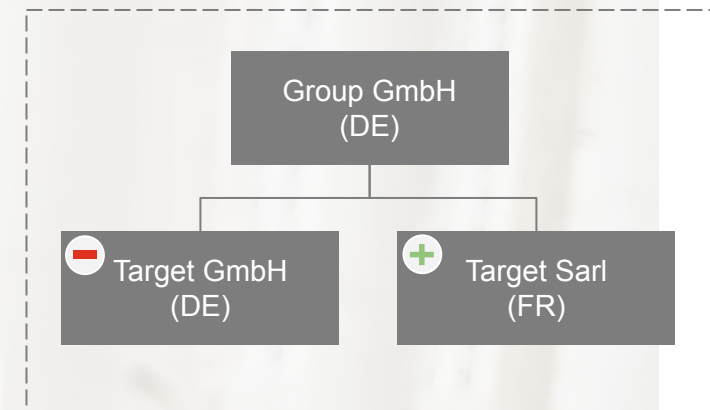 Group GmbH
(DE)
Target GmbH
(DE)
Target Sarl
(FR)